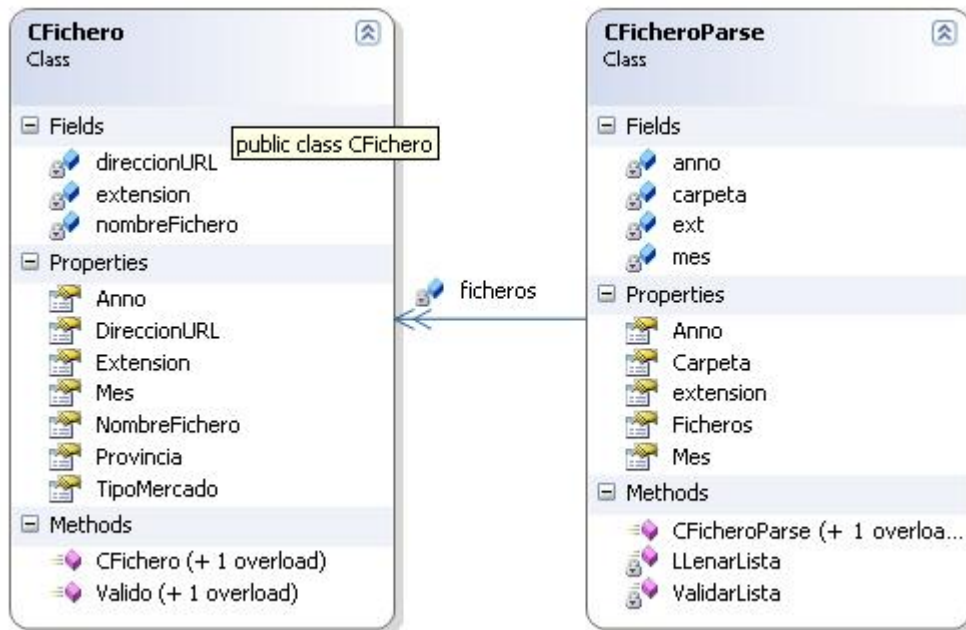 CFichero
Class
Fields
public class CFichero
direccionURL
extension
nombreFichero
Properties
Anno
DireccionURL
Extension
Mes
NombreFichero
Provincia
TipoMercado
Methods
CFichero (+ 1 overload)
Valido (+ 1 overload)
ficheros
CFicheroParse
Class
Fields
anno
carpeta
ext
mes
Properties
Anno
Carpeta
extension
Ficheros
Mes
Methods
CFicheroParse (+ 1 overloa...
LLenarLista
ValidarLista